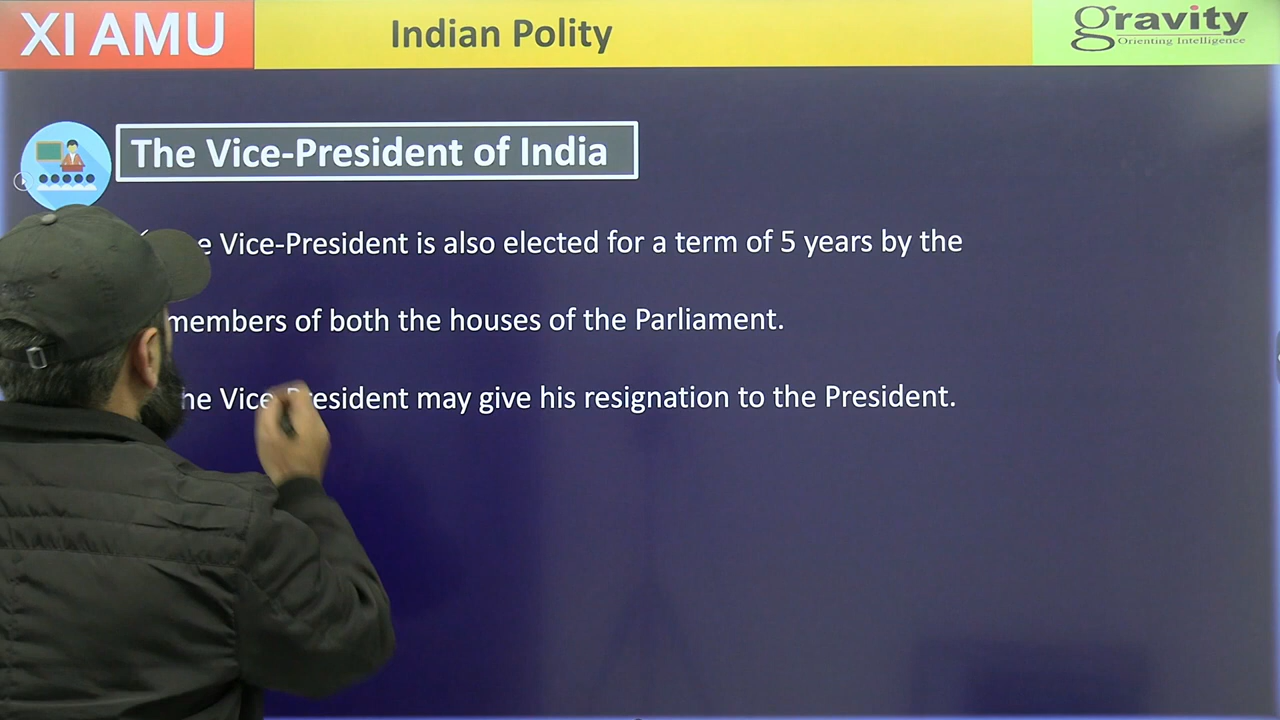 XI AMU
Indian Polity
gravity
Orienting Intelligence
The Vice-President of India
Vice-President is also elected for a term of 5 years by the
members of both the houses of the Parliament.
Vice-President may give his resignation to the President.